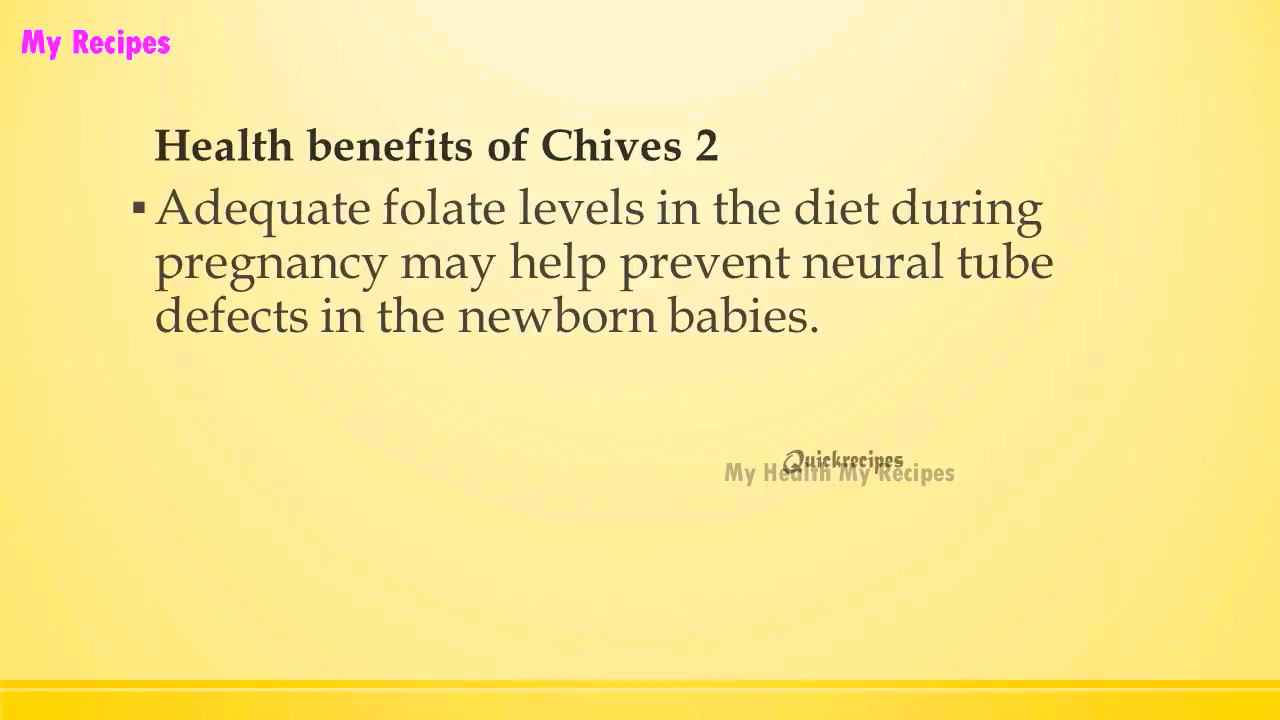 My Recipes
Health benefits of Chives 2
▪ Adequate folate levels in the diet during
pregnancy may help prevent neural tube
defects in the newborn babies.
Quickrecipes
My Health My Recipes